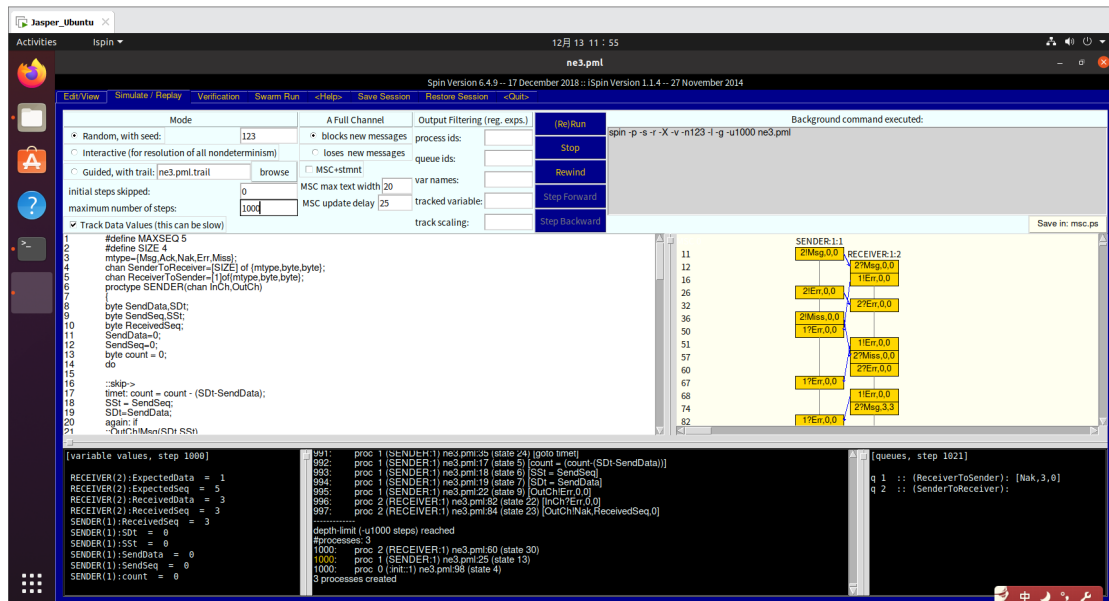 Jasper_Ubuntu
Activities Ispin 12月 13 11：55
ne3.pml
Spin Version 6.4.9 -- 17 December 2018 :: iSpin Version 1.1.4 -- 27 November 2014
Edit/View Simulate / Replay Verification Swarm Run <Help> Save Session Restore Session <Quit>
Mode A Full Channel Output Filtering (reg. exps.) (Re)Run Background command executed:
Random, with seed: 123 blocks new messages process ids: spin -p -s -r -X -v -n123 -l -g -u1000 ne3.pml
Interactive (for resolution of all nondeterminism) loses new messages queue ids: Stop
Guided, with trail: ne3.pml.trail browse MSC+stmnt var names: Rewind
initial steps skipped: 0 MSC max text width 20 tracked variable: Step Forward
maximum number of steps: 1000 MSC update delay 25 track scaling: Step Backward
Track Data Values (this can be slow) Save in: msc.ps
1 #define MAXSEQ 5
2 #define SIZE 4
3 mtype={Msg,Ack,Nak,Err,Miss};
4 chan SenderToReceiver=[SIZE] of {mtype,byte,byte};
5 chan ReceiverToSender=[1]of{mtype,byte,byte};
6 proctype SENDER(chan InCh,OutCh)
7 {
8 byte SendData,SDt;
9 byte SendSeq,SSt;
10 byte ReceivedSeq;
11 SendData=0;
12 SendSeq=0;
13 byte count = 0;
14 do
15
16 ::skip->
17 timet: count = count - (SDt-SendData);
18 SSt = SendSeq;
19 SDt=SendData;
20 again: if
21 ::OutCh!Msg(SDt,SSt)
SENDER:1:1
11 2!Msg,0,0 RECEIVER:1:2
12 2?Msg,0,0
16 1!Err,0,0
26 2!Err,0,0
32 2?Err,0,0
36 2!Miss,0,0
50 1?Err,0,0
51 1!Err,0,0
57 2?Miss,0,0
60 2?Err,0,0
67 1?Err,0,0
68 1!Err,0,0
74 2?Msg,3,3
82 1?Err,0,0
[variable values, step 1000]
RECEIVER(2):ExpectedData = 1
RECEIVER(2):ExpectedSeq = 5
RECEIVER(2):ReceivedData = 3
RECEIVER(2):ReceivedSeq = 3
SENDER(1):ReceivedSeq = 3
SENDER(1):SDt = 0
SENDER(1):SSt = 0
SENDER(1):SendData = 0
SENDER(1):SendSeq = 0
SENDER(1):count = 0
991: proc 1 (SENDER:1) ne3.pml:35 (state 24) [goto timet]
992: proc 1 (SENDER:1) ne3.pml:17 (state 5) [count = (count-(SDt-SendData))]
993: proc 1 (SENDER:1) ne3.pml:18 (state 6) [SSt = SendSeq]
994: proc 1 (SENDER:1) ne3.pml:19 (state 7) [SDt = SendData]
995: proc 1 (SENDER:1) ne3.pml:22 (state 9) [OutCh!Err,0,0]
996: proc 2 (RECEIVER:1) ne3.pml:82 (state 22) [InCh?Err,0,0]
997: proc 2 (RECEIVER:1) ne3.pml:84 (state 23) [OutCh!Nak,ReceivedSeq,0]
-------------
depth-limit (-u1000 steps) reached
#processes: 3
1000: proc 2 (RECEIVER:1) ne3.pml:60 (state 30)
1000: proc 1 (SENDER:1) ne3.pml:25 (state 13)
1000: proc 0 (:init::1) ne3.pml:98 (state 4)
3 processes created
[queues, step 1021]
q 1 :: (ReceiverToSender): [Nak,3,0]
q 2 :: (SenderToReceiver):
中